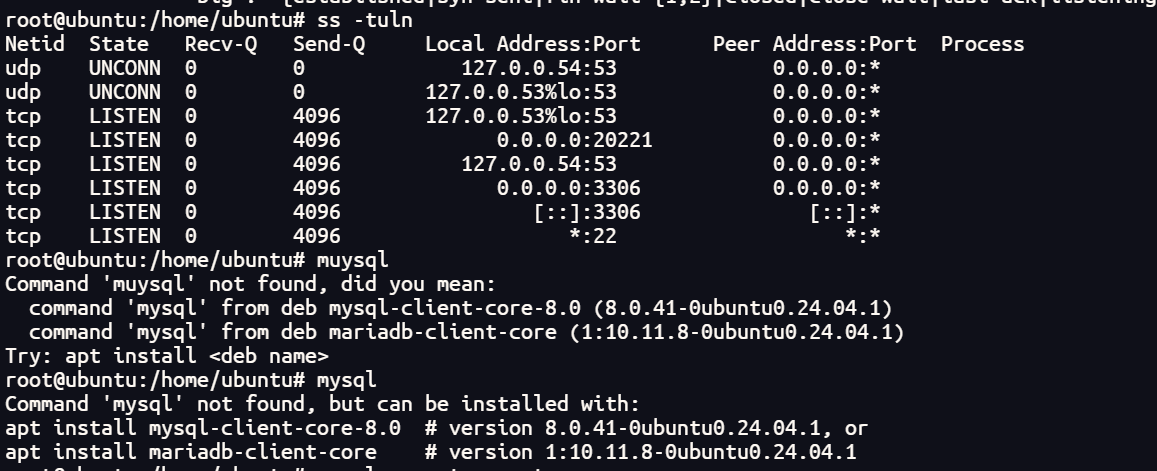 root@ubuntu:/home/ubuntu# ss -tuln
Netid  State   Recv-Q  Send-Q     Local Address:Port      Peer Address:Port  Process
udp    UNCONN  0       0             127.0.0.54:53             0.0.0.0:*
udp    UNCONN  0       0          127.0.0.53%lo:53             0.0.0.0:*
tcp    LISTEN  0       4096       127.0.0.53%lo:53             0.0.0.0:*
tcp    LISTEN  0       4096             0.0.0.0:20221          0.0.0.0:*
tcp    LISTEN  0       4096          127.0.0.54:53             0.0.0.0:*
tcp    LISTEN  0       4096             0.0.0.0:3306           0.0.0.0:*
tcp    LISTEN  0       4096                [::]:3306              [::]:*
tcp    LISTEN  0       4096                   *:22                   *:*
root@ubuntu:/home/ubuntu# muysql
Command 'muysql' not found, did you mean:
  command 'mysql' from deb mysql-client-core-8.0 (8.0.41-0ubuntu0.24.04.1)
  command 'mysql' from deb mariadb-client-core (1:10.11.8-0ubuntu0.24.04.1)
Try: apt install <deb name>
root@ubuntu:/home/ubuntu# mysql
Command 'mysql' not found, but can be installed with:
apt install mysql-client-core-8.0  # version 8.0.41-0ubuntu0.24.04.1, or
apt install mariadb-client-core    # version 1:10.11.8-0ubuntu0.24.04.1